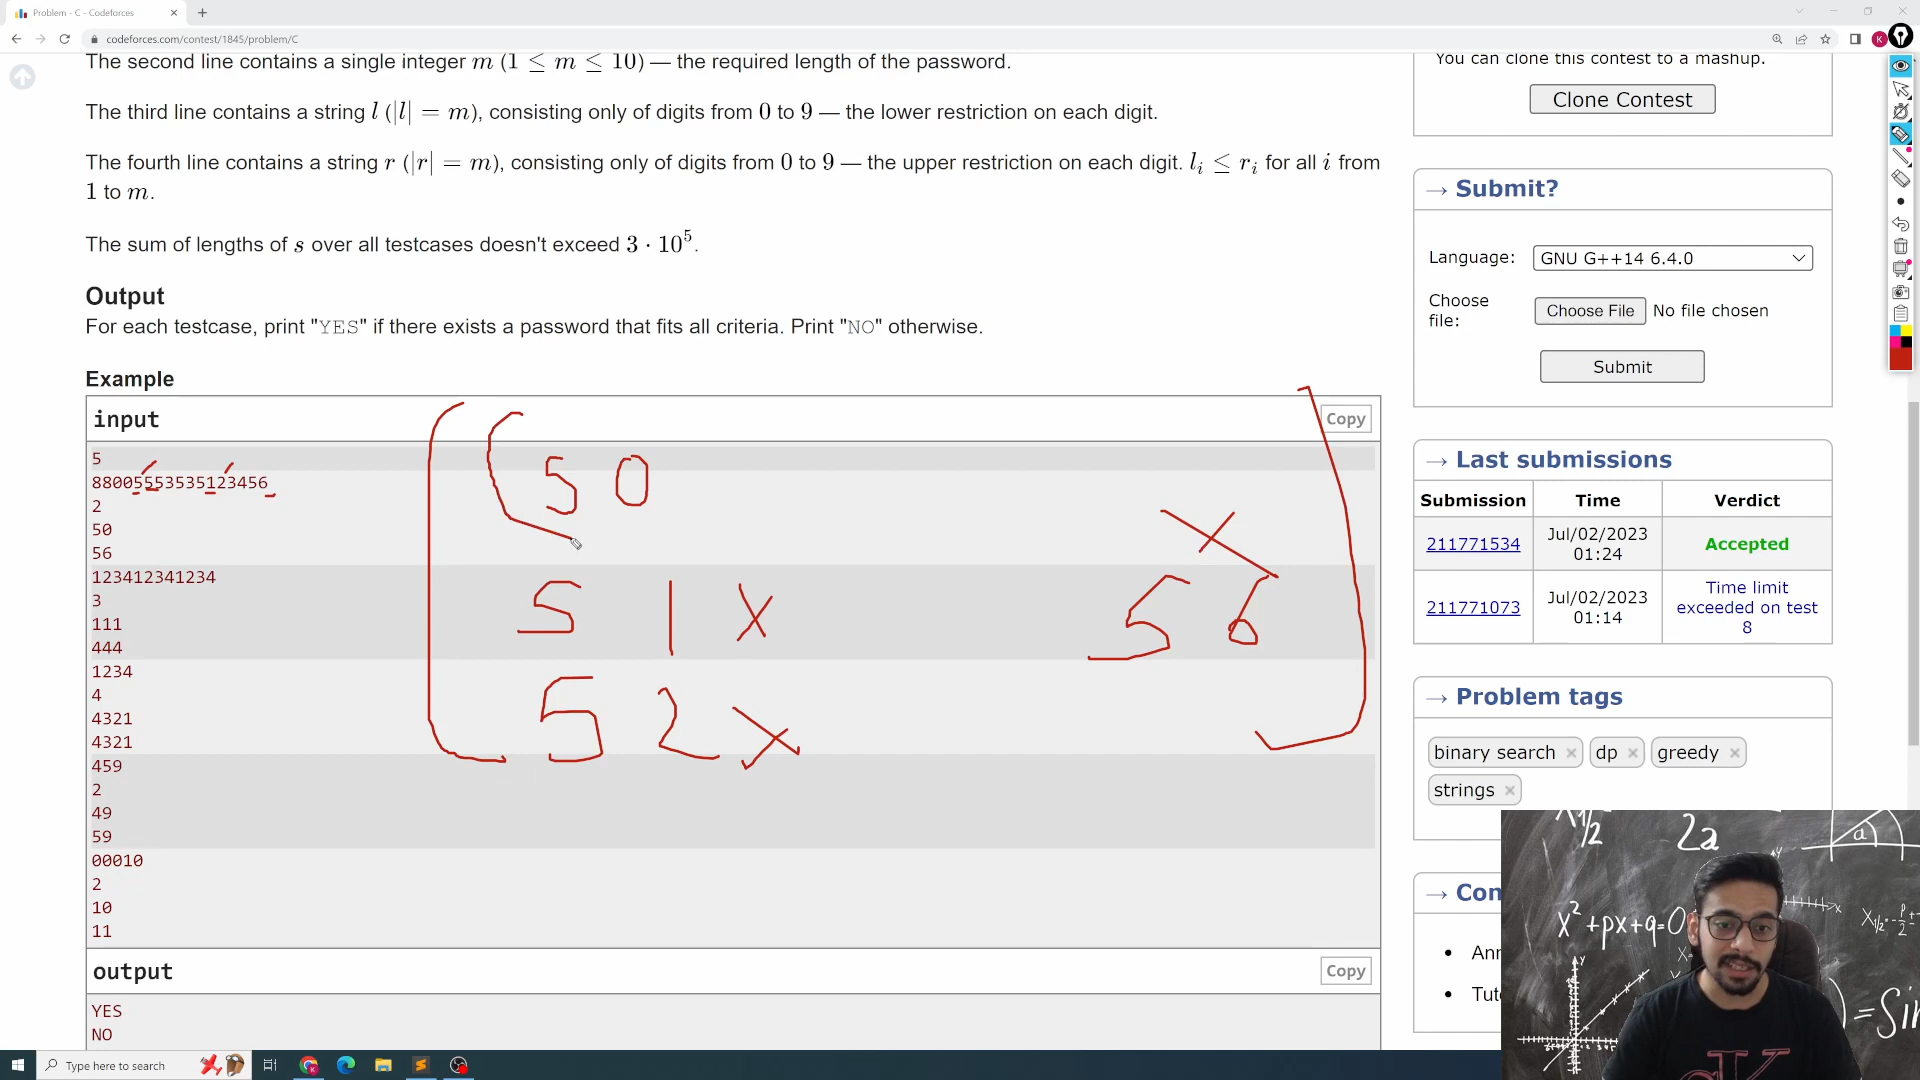 Problem - C - Codeforces
codeforces.com/contest/1845/problem/C
The second line contains a single integer m (1 ≤ m ≤ 10) — the required length of the password.
The third line contains a string l (|l| = m), consisting only of digits from 0 to 9 — the lower restriction on each digit.
The fourth line contains a string r (|r| = m), consisting only of digits from 0 to 9 — the upper restriction on each digit. l_i ≤ r_i for all i from
1 to m.
The sum of lengths of s over all testcases doesn't exceed 3 · 10^5.
Output
For each testcase, print "YES" if there exists a password that fits all criteria. Print "NO" otherwise.
Example
input
Copy
5
88005553535123456
2
50
56
123412341234
3
111
444
1234
4
4321
4321
459
2
49
59
00010
2
10
11
5 0
5 1 x
5 2 x
x
5 6
output
Copy
YES
NO
You can clone this contest to a mashup.
Clone Contest
→ Submit?
Language: GNU G++14 6.4.0
Choose
file: Choose File No file chosen
Submit
→ Last submissions
Submission Time Verdict
211771534 Jul/02/2023 01:24 Accepted
211771073 Jul/02/2023 01:14 Time limit exceeded on test 8
→ Problem tags
binary search × dp × greedy ×
strings ×
→ Con
Ann
Tut
2a
a
x² + px + q = 0
= Sin
Type here to search